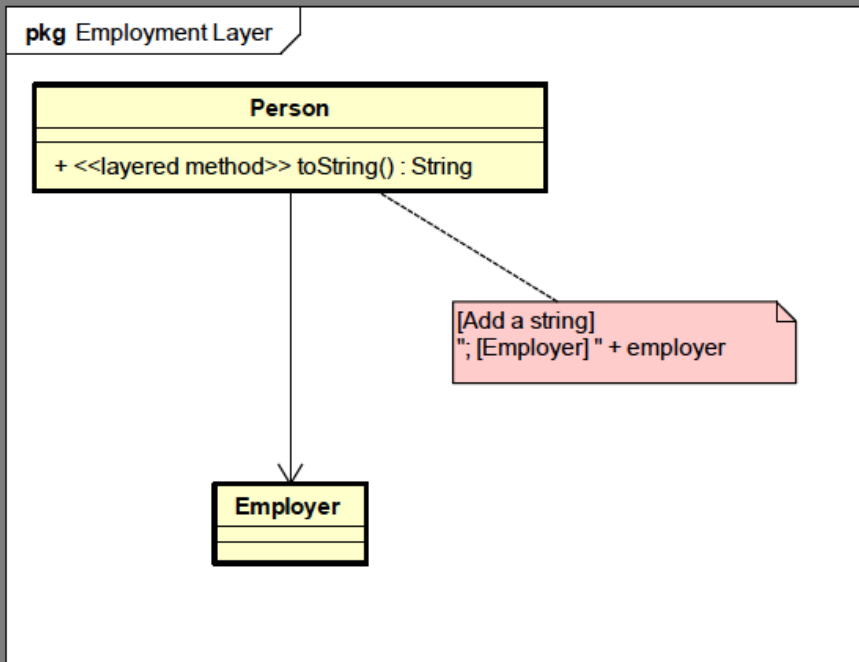 pkg Employment Layer
Person
+ <<layered method>> toString() : String
[Add a string]
"; [Employer] " + employer
Employer